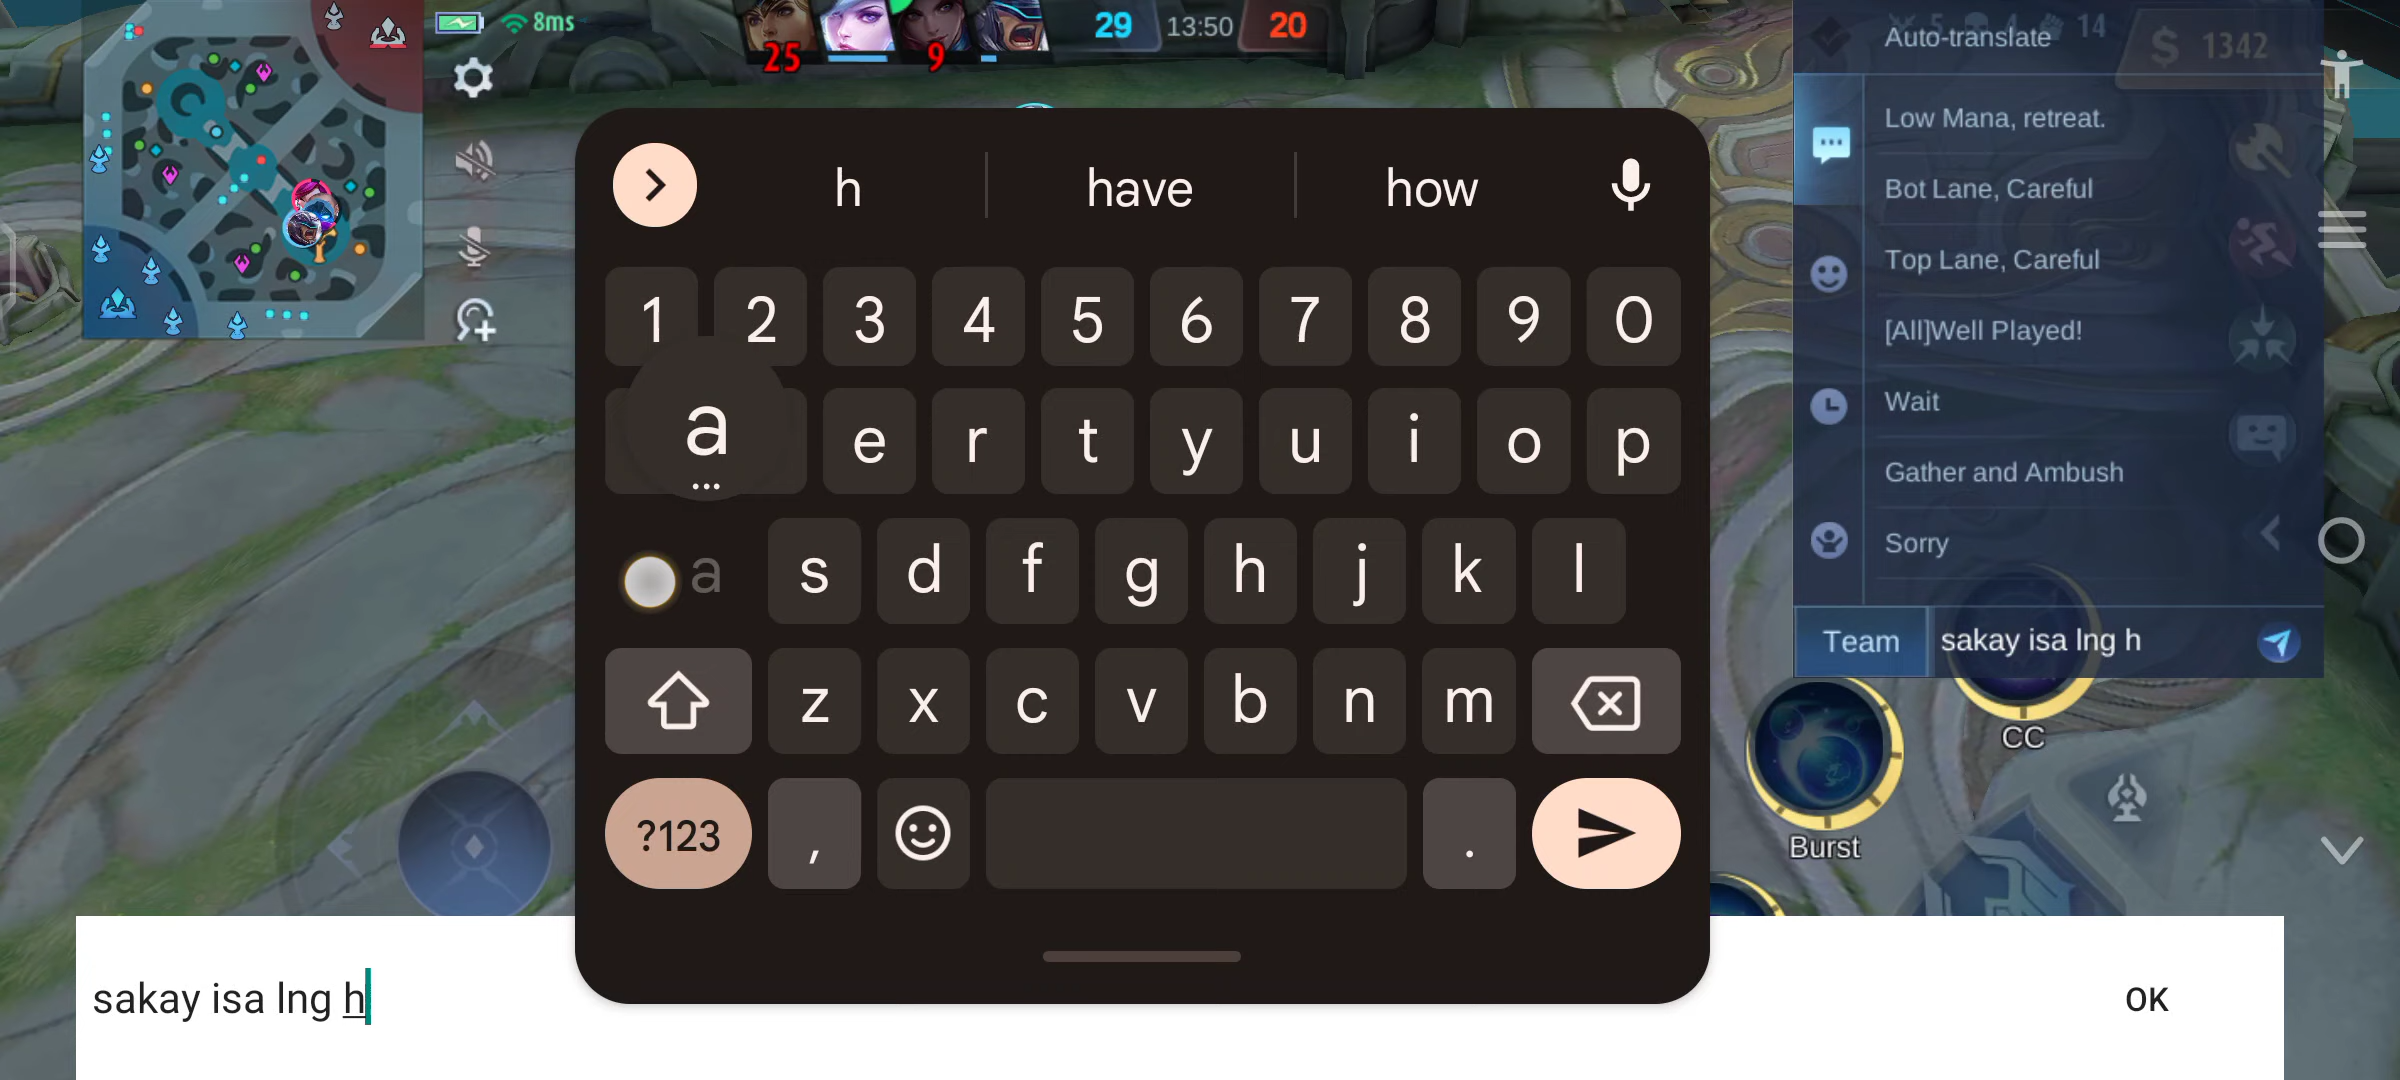 8ms
25
9
29
13:50
20
5 4 14
Auto-translate
$ 1342
Low Mana, retreat.
Bot Lane, Careful
Top Lane, Careful
[All]Well Played!
Wait
Gather and Ambush
Sorry
Team sakay isa lng h
h have how
1 2 3 4 5 6 7 8 9 0
a
...
e r t y u i o p
a s d f g h j k l
z x c v b n m
?123 , .
CC
Burst
sakay isa lng h
OK